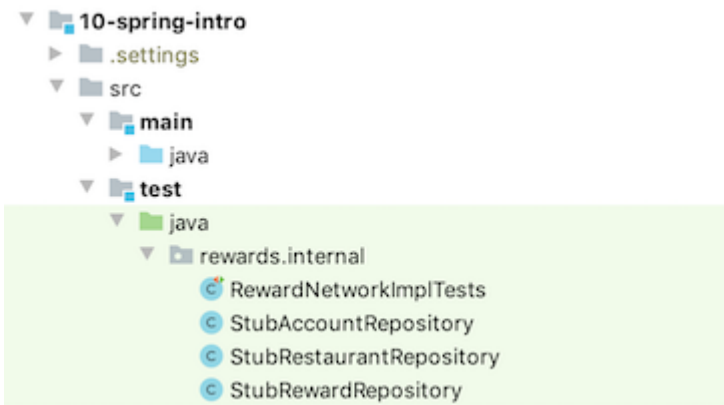 10-spring-intro
.settings
src
main
java
test
java
rewards.internal
C RewardNetworkImplTests
C StubAccountRepository
C StubRestaurantRepository
C StubRewardRepository